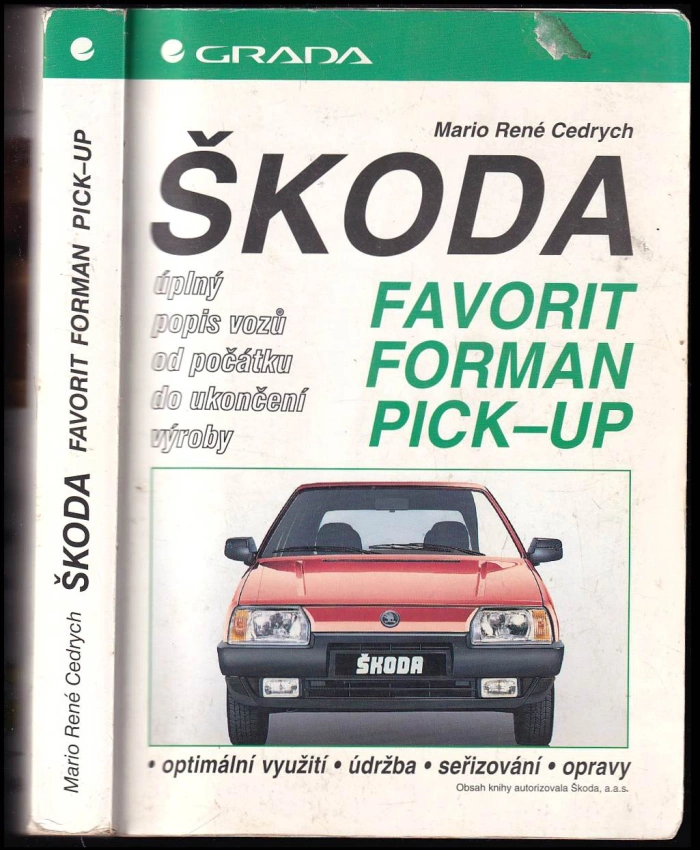 GRADA
Mario René Cedrych
ŠKODA
úplný
popis vozů
od počátku
do ukončení
výroby
FAVORIT
FORMAN
PICK–UP
ŠKODA
• optimální využití • údržba • seřizování • opravy
Obsah knihy autorizovala Škoda, a.a.s.
Mario René Cedrych ŠKODA FAVORIT FORMAN PICK–UP